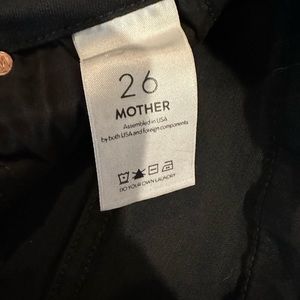 26
MOTHER
Assembled in USA
by both USA and foreign components
DO YOUR OWN LAUNDRY